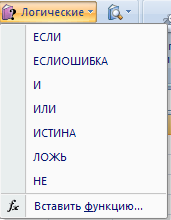 Логические
ЕСЛИ
ЕСЛИОШИБКА
И
ИЛИ
ИСТИНА
ЛОЖЬ
НЕ
fx Вставить функцию...